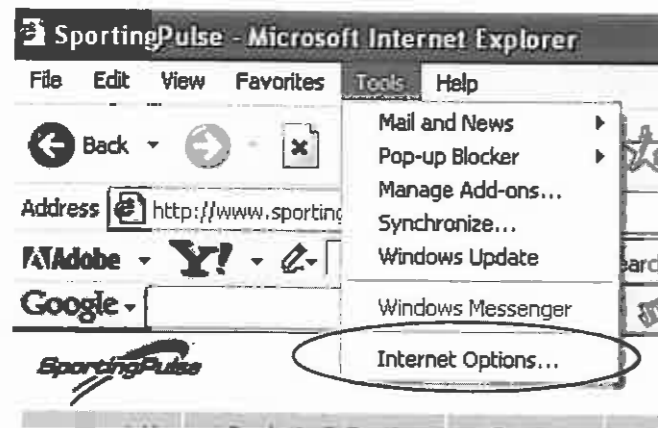 SportingPulse - Microsoft Internet Explorer
File Edit View Favorites Tools Help
Mail and News
Back
Pop-up Blocker
Manage Add-ons...
Address http://www.sporting
Synchronize...
Adobe Y! Windows Update
Google
Windows Messenger
SportingPulse
Internet Options...